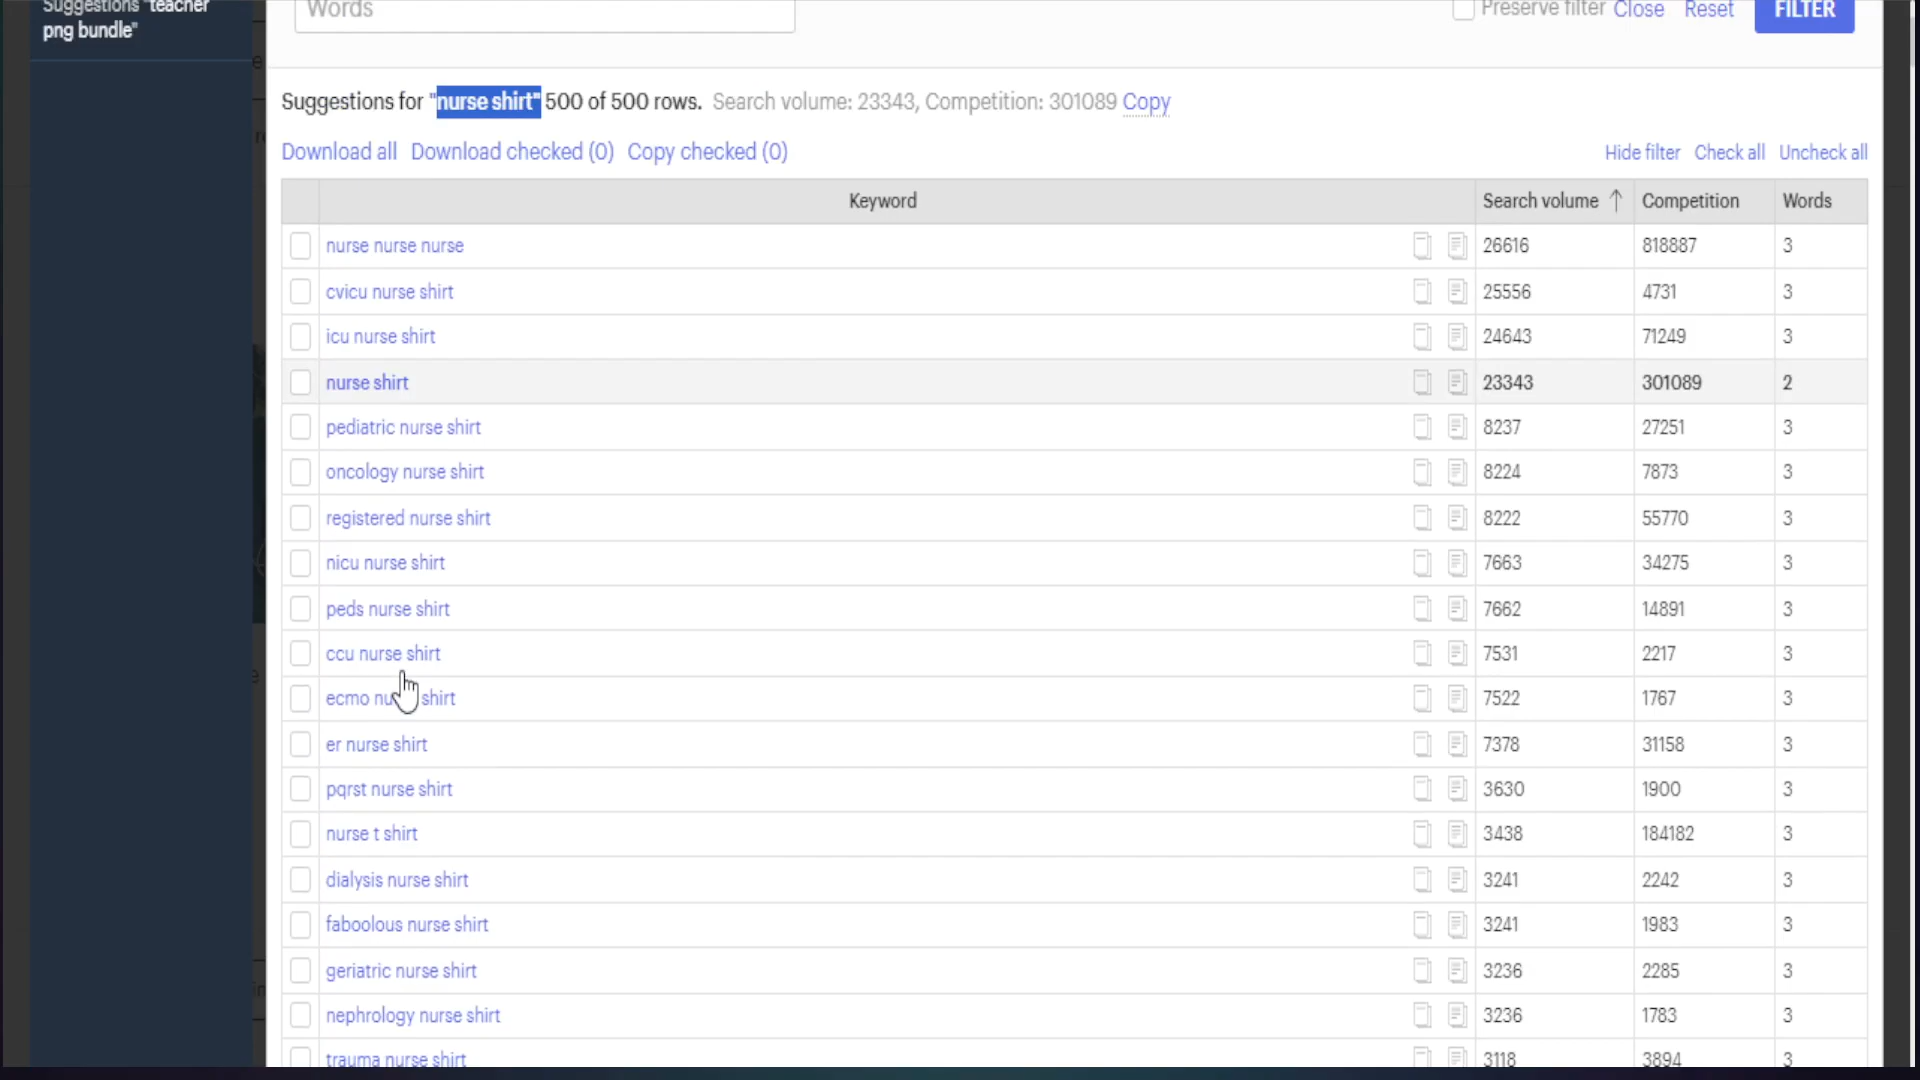 Suggestions "teacher
png bundle"
Words
Preserve filter Close Reset FILTER
Suggestions for "nurse shirt" 500 of 500 rows. Search volume: 23343, Competition: 301089 Copy
Download all Download checked (0) Copy checked (0) Hide filter Check all Uncheck all
Keyword Search volume ↑ Competition Words
nurse nurse nurse 26616 818887 3
cvicu nurse shirt 25556 4731 3
icu nurse shirt 24643 71249 3
nurse shirt 23343 301089 2
pediatric nurse shirt 8237 27251 3
oncology nurse shirt 8224 7873 3
registered nurse shirt 8222 55770 3
nicu nurse shirt 7663 34275 3
peds nurse shirt 7662 14891 3
ccu nurse shirt 7531 2217 3
ecmo nu shirt 7522 1767 3
er nurse shirt 7378 31158 3
pqrst nurse shirt 3630 1900 3
nurse t shirt 3438 184182 3
dialysis nurse shirt 3241 2242 3
faboolous nurse shirt 3241 1983 3
geriatric nurse shirt 3236 2285 3
nephrology nurse shirt 3236 1783 3
trauma nurse shirt 3118 3894 3